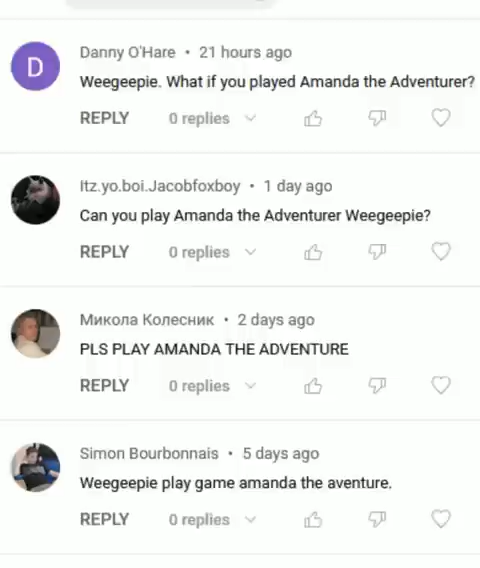 D
Danny O'Hare • 21 hours ago
Weegeepie. What if you played Amanda the Adventurer?
REPLY 0 replies
Itz.yo.boi.Jacobfoxboy • 1 day ago
Can you play Amanda the Adventurer Weegeepie?
REPLY 0 replies
Микола Колесник • 2 days ago
PLS PLAY AMANDA THE ADVENTURE
REPLY 0 replies
Simon Bourbonnais • 5 days ago
Weegeepie play game amanda the aventure.
REPLY 0 replies